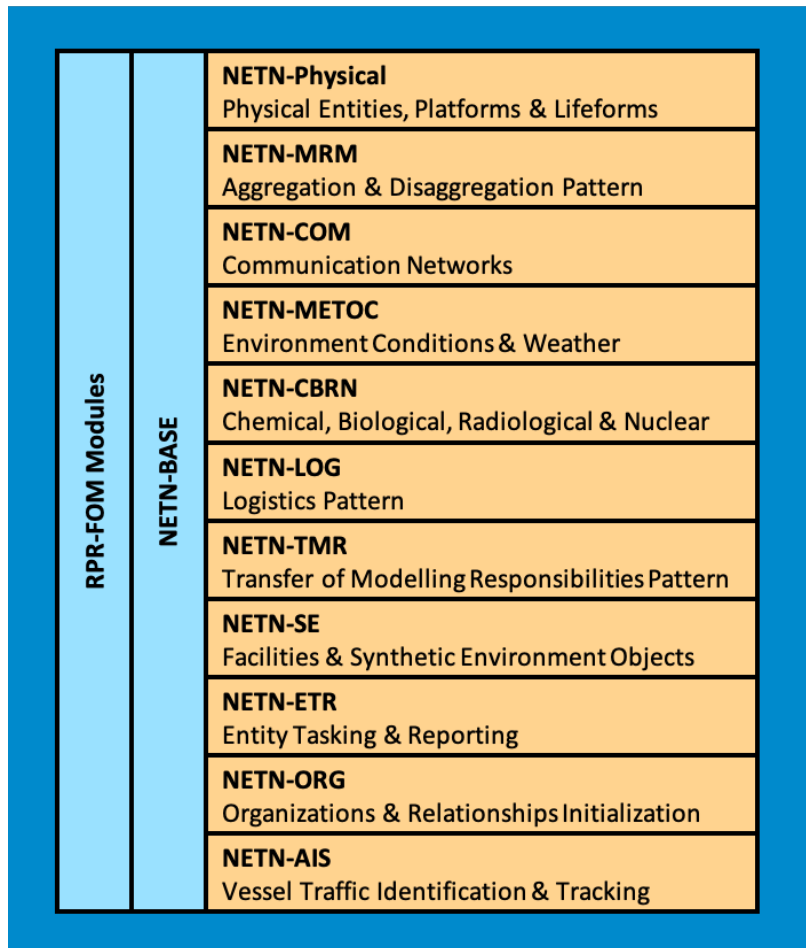 RPR-FOM Modules
NETN-BASE
NETN-Physical
Physical Entities, Platforms & Lifeforms
NETN-MRM
Aggregation & Disaggregation Pattern
NETN-COM
Communication Networks
NETN-METOC
Environment Conditions & Weather
NETN-CBRN
Chemical, Biological, Radiological & Nuclear
NETN-LOG
Logistics Pattern
NETN-TMR
Transfer of Modelling Responsibilities Pattern
NETN-SE
Facilities & Synthetic Environment Objects
NETN-ETR
Entity Tasking & Reporting
NETN-ORG
Organizations & Relationships Initialization
NETN-AIS
Vessel Traffic Identification & Tracking